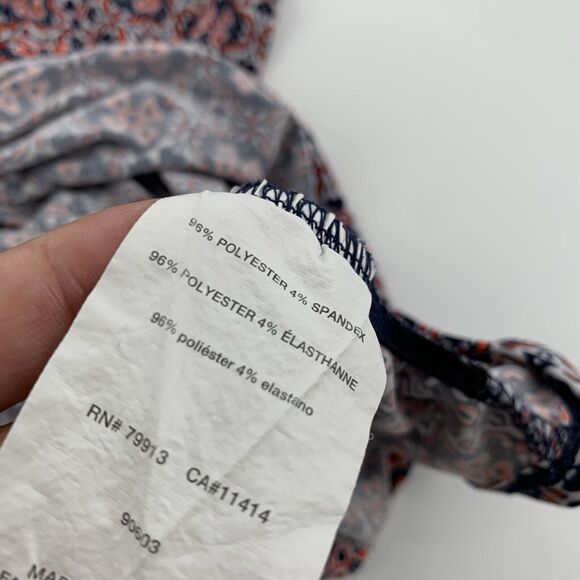 96% POLYESTER 4% SPANDEX
96% POLYESTER 4% ÉLASTHANNE
96% poliéster 4% elastano
RN# 79913 CA#11414
90603